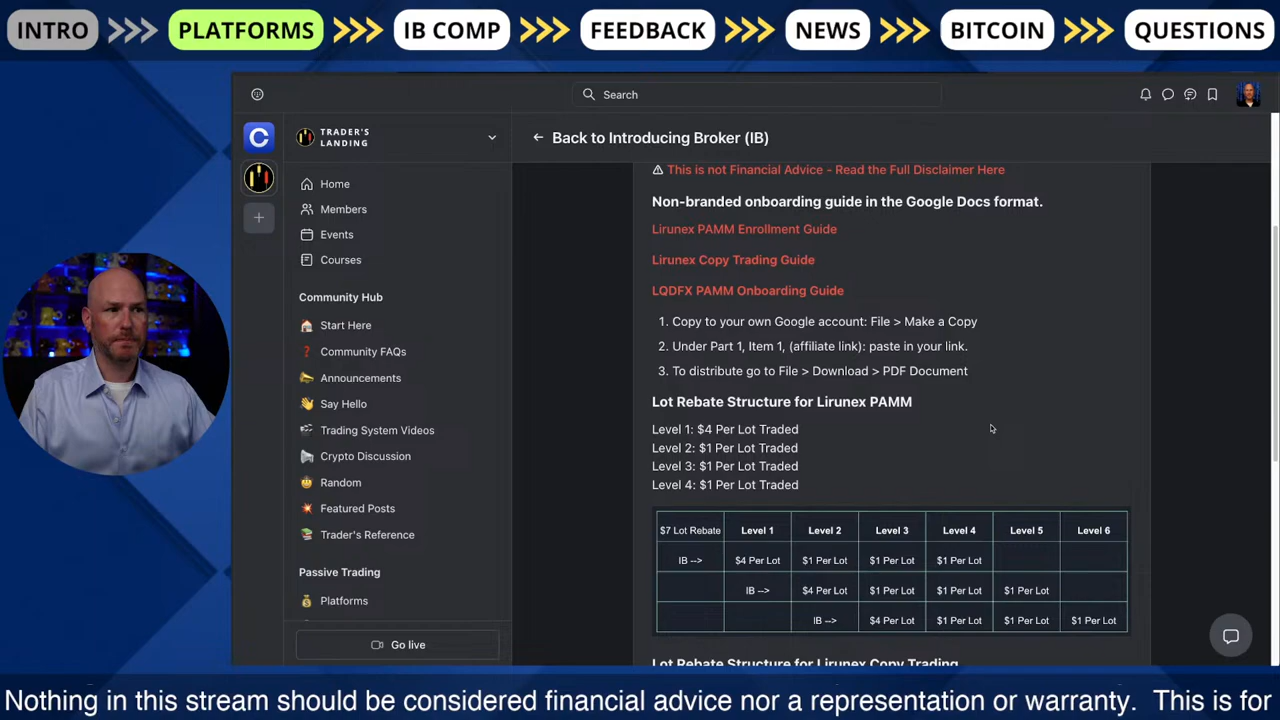 INTRO
PLATFORMS
IB COMP
FEEDBACK
NEWS
BITCOIN
QUESTIONS
Search
TRADER'S
LANDING
Back to Introducing Broker (IB)
Home
Members
Events
Courses
Community Hub
Start Here
Community FAQs
Announcements
Say Hello
Trading System Videos
Crypto Discussion
Random
Featured Posts
Trader's Reference
Passive Trading
Platforms
Go live
This is not Financial Advice - Read the Full Disclaimer Here
Non-branded onboarding guide in the Google Docs format.
Lirunex PAMM Enrollment Guide
Lirunex Copy Trading Guide
LQDFX PAMM Onboarding Guide
1. Copy to your own Google account: File > Make a Copy
2. Under Part 1, Item 1, (affiliate link): paste in your link.
3. To distribute go to File > Download > PDF Document
Lot Rebate Structure for Lirunex PAMM
Level 1: $4 Per Lot Traded
Level 2: $1 Per Lot Traded
Level 3: $1 Per Lot Traded
Level 4: $1 Per Lot Traded
$7 Lot Rebate Level 1 Level 2 Level 3 Level 4 Level 5 Level 6
IB --> $4 Per Lot $1 Per Lot $1 Per Lot $1 Per Lot
IB --> $4 Per Lot $1 Per Lot $1 Per Lot $1 Per Lot
IB --> $4 Per Lot $1 Per Lot $1 Per Lot $1 Per Lot
Lot Rebate Structure for Lirunex Copy Trading
Nothing in this stream should be considered financial advice nor a representation or warranty. This is for